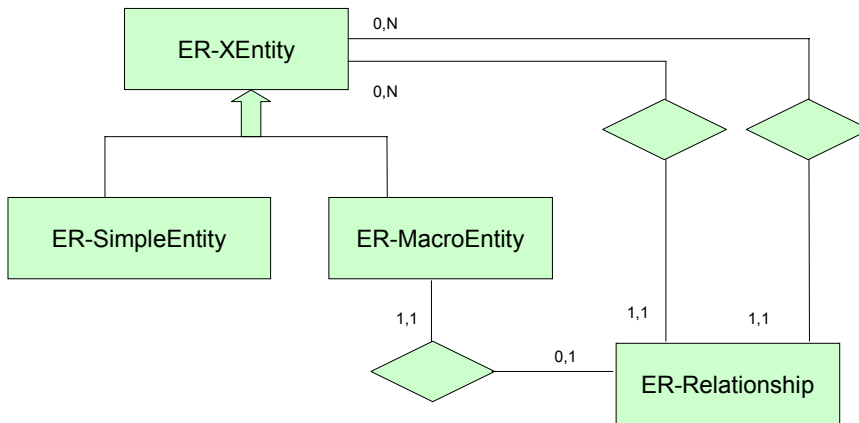 0,N
ER-XEntity
0,N
ER-SimpleEntity
ER-MacroEntity
1,1
1,1
1,1
0,1
ER-Relationship